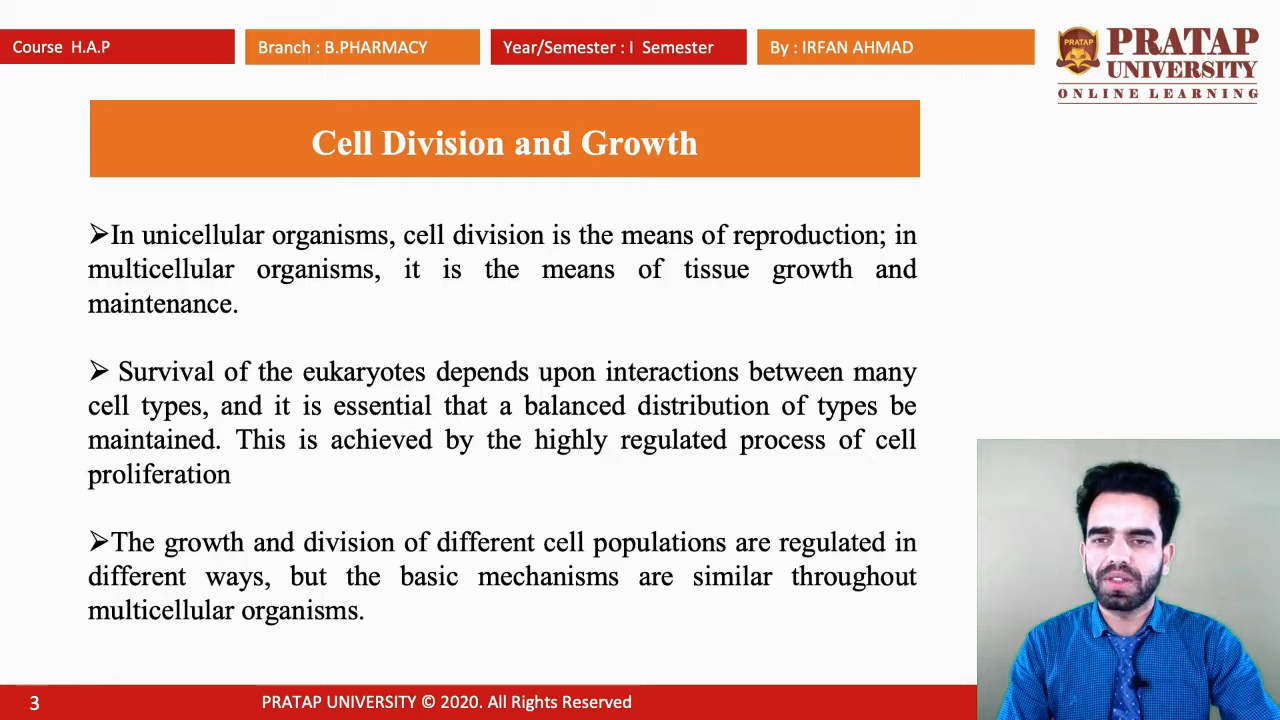 Course H.A.P
Branch : B.PHARMACY
Year/Semester : I Semester
By : IRFAN AHMAD
PRATAP
PRATAP
UNIVERSITY
ONLINE LEARNING
Cell Division and Growth
➢In unicellular organisms, cell division is the means of reproduction; in
multicellular organisms, it is the means of tissue growth and
maintenance.
➢ Survival of the eukaryotes depends upon interactions between many
cell types, and it is essential that a balanced distribution of types be
maintained. This is achieved by the highly regulated process of cell
proliferation
➢The growth and division of different cell populations are regulated in
different ways, but the basic mechanisms are similar throughout
multicellular organisms.
3
PRATAP UNIVERSITY © 2020. All Rights Reserved